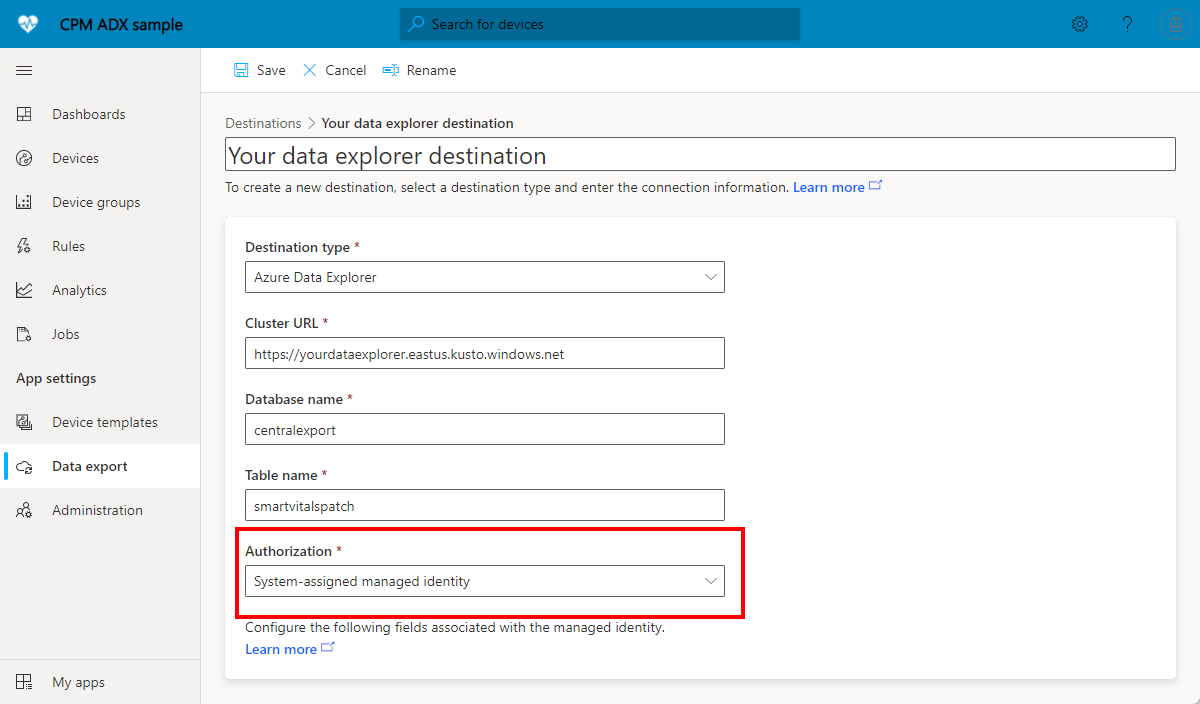 CPM ADX sample
Search for devices
?
Save Cancel Rename
Dashboards
Devices
Device groups
Rules
Analytics
Jobs
App settings
Device templates
Data export
Administration
My apps
Destinations > Your data explorer destination
Your data explorer destination
To create a new destination, select a destination type and enter the connection information. Learn more
Destination type *
Azure Data Explorer
Cluster URL *
https://yourdataexplorer.eastus.kusto.windows.net
Database name *
centralexport
Table name *
smartvitalspatch
Authorization *
System-assigned managed identity
Configure the following fields associated with the managed identity.
Learn more